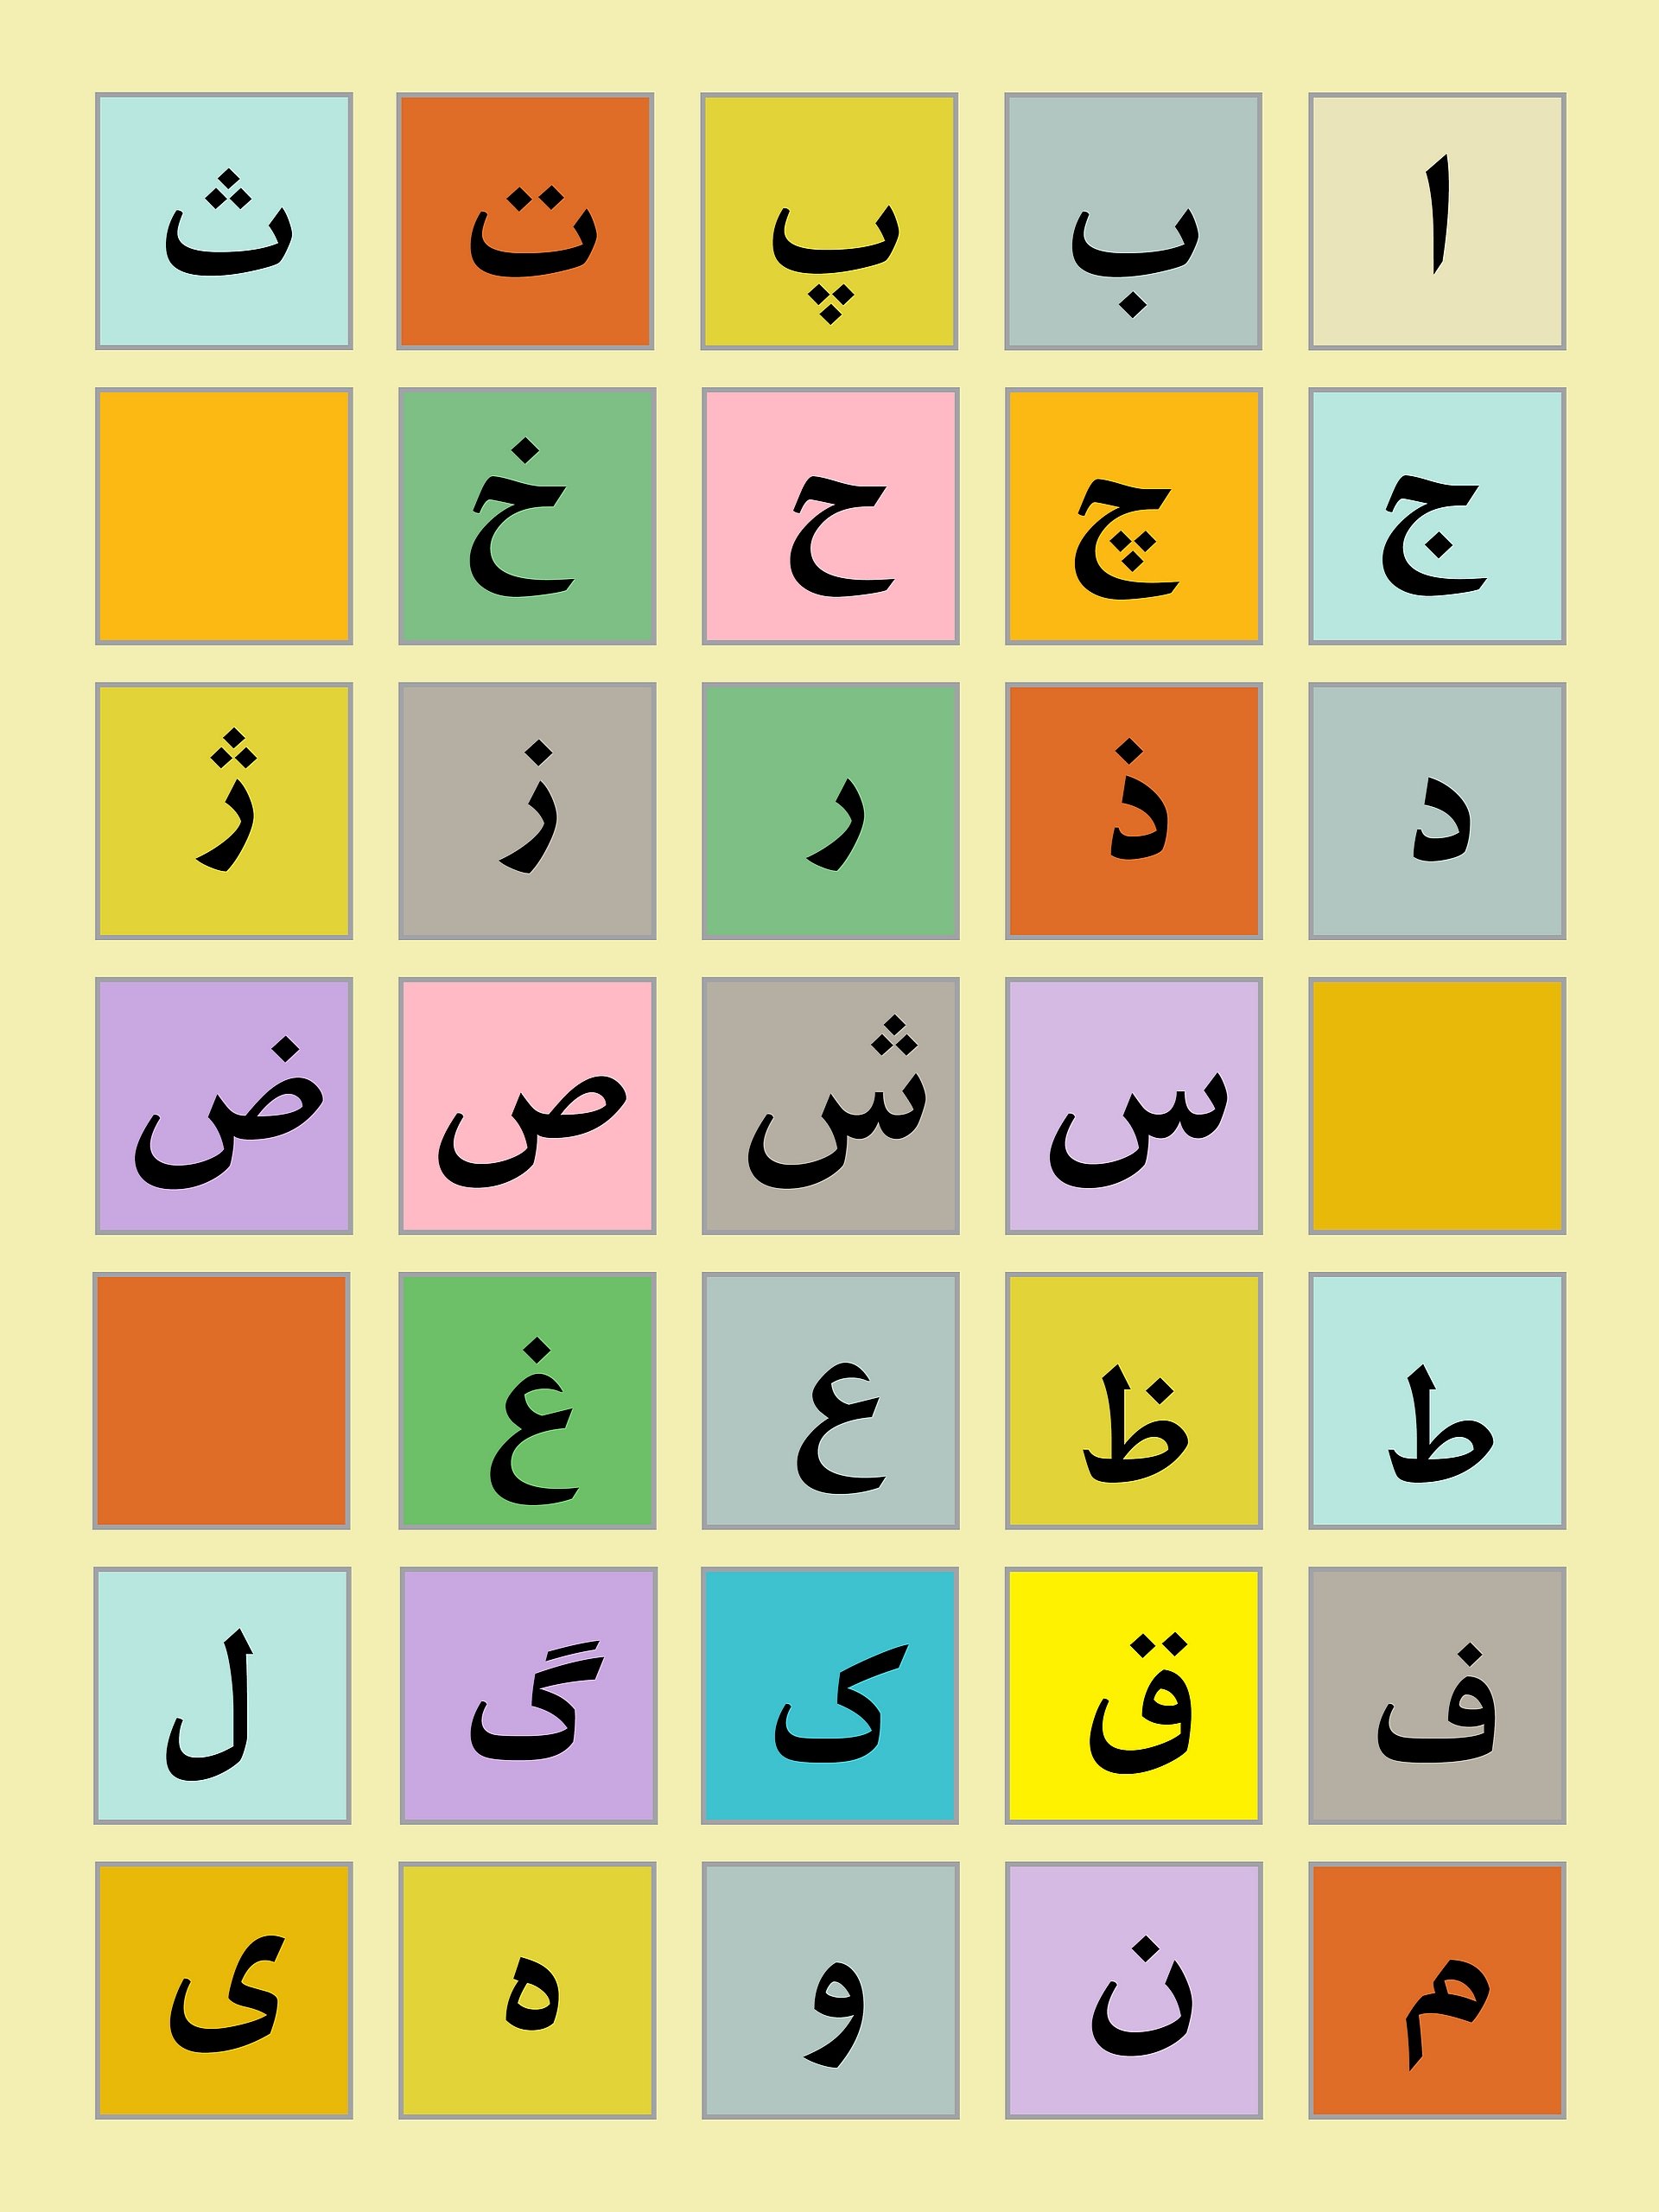 ا ب پ ت ث
ج چ ح خ
د ذ ر ز ژ
س ش ص ض
ط ظ ع غ
ف ق ک گ ل
م ن و ه ی